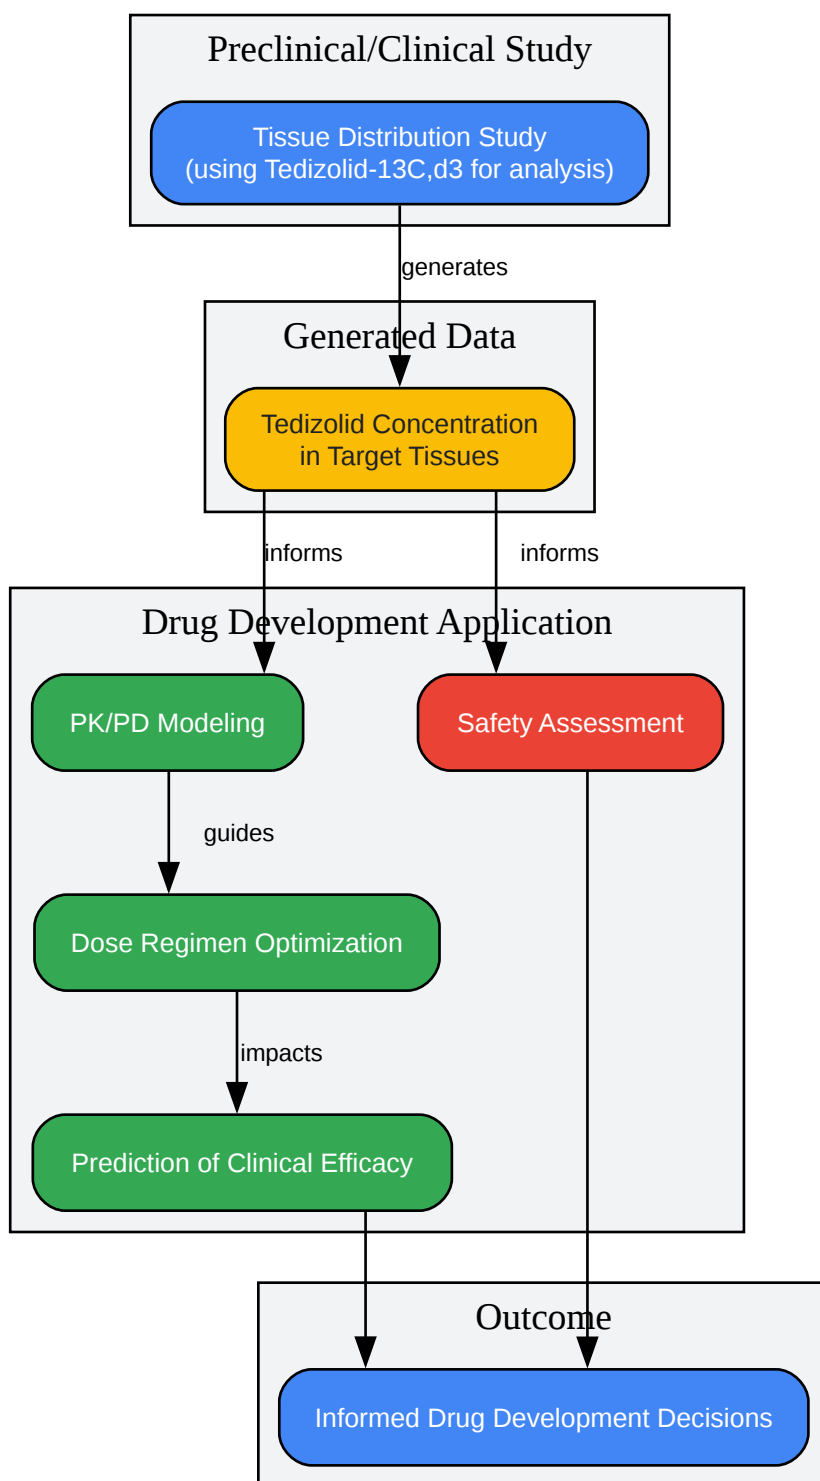 Preclinical/Clinical Study
Tissue Distribution Study
(using Tedizolid-13C,d3 for analysis)
generates
Generated Data
Tedizolid Concentration
in Target Tissues
informs
informs
Drug Development Application
PK/PD Modeling
Safety Assessment
guides
Dose Regimen Optimization
impacts
Prediction of Clinical Efficacy
Outcome
Informed Drug Development Decisions